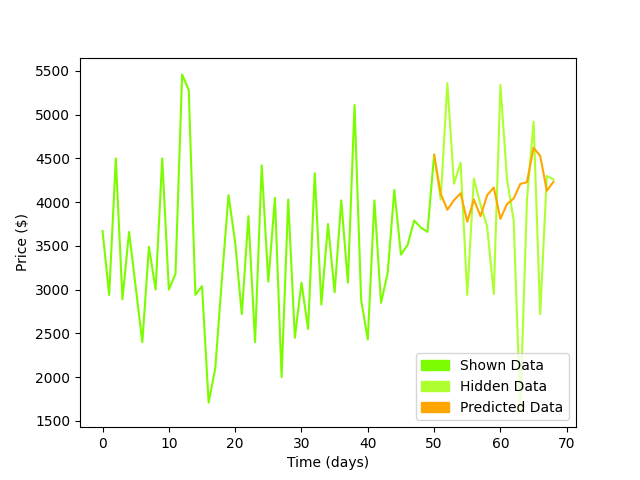 5500
5000
4500
4000
3500
3000
2500
2000
1500
Price ($)
0 10 20 30 40 50 60 70
Time (days)
Shown Data
Hidden Data
Predicted Data